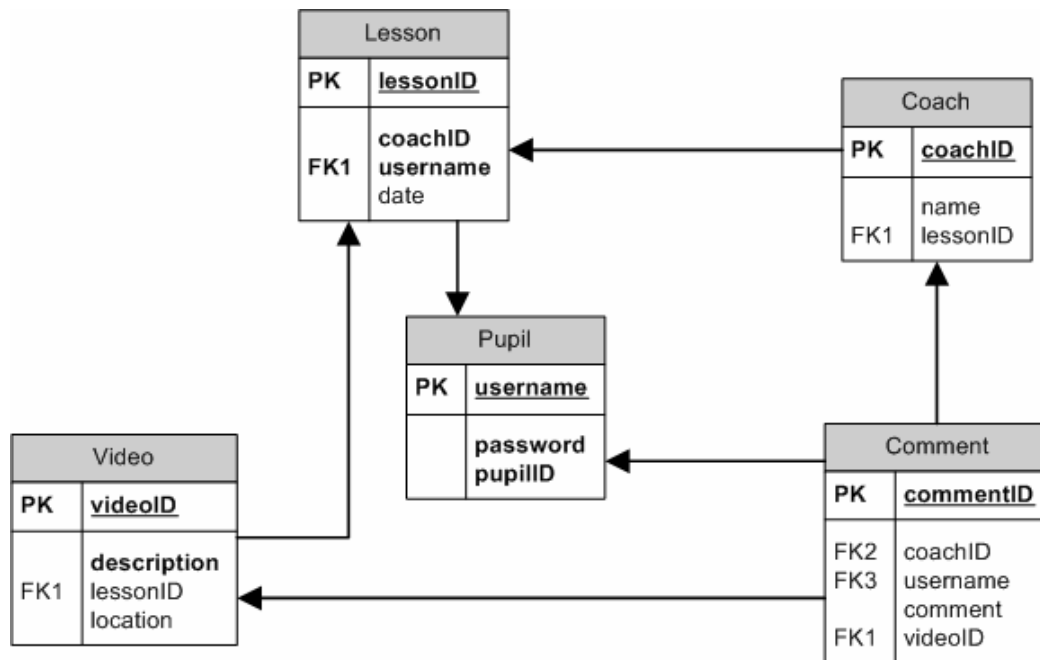 Lesson
PK lessonID
coachID
FK1 username
date
Coach
PK coachID
name
FK1 lessonID
Pupil
PK username
password
pupilID
Video
PK videoID
description
FK1 lessonID
location
Comment
PK commentID
FK2 coachID
FK3 username
comment
FK1 videoID